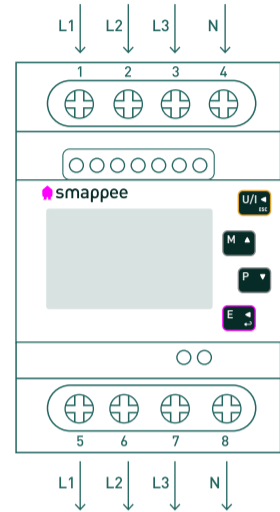 L1 L2 L3 N
1 2 3 4
smappee
U/I ◄
ESC
M ▲
P ▼
E ◄
↵
5 6 7 8
L1 L2 L3 N